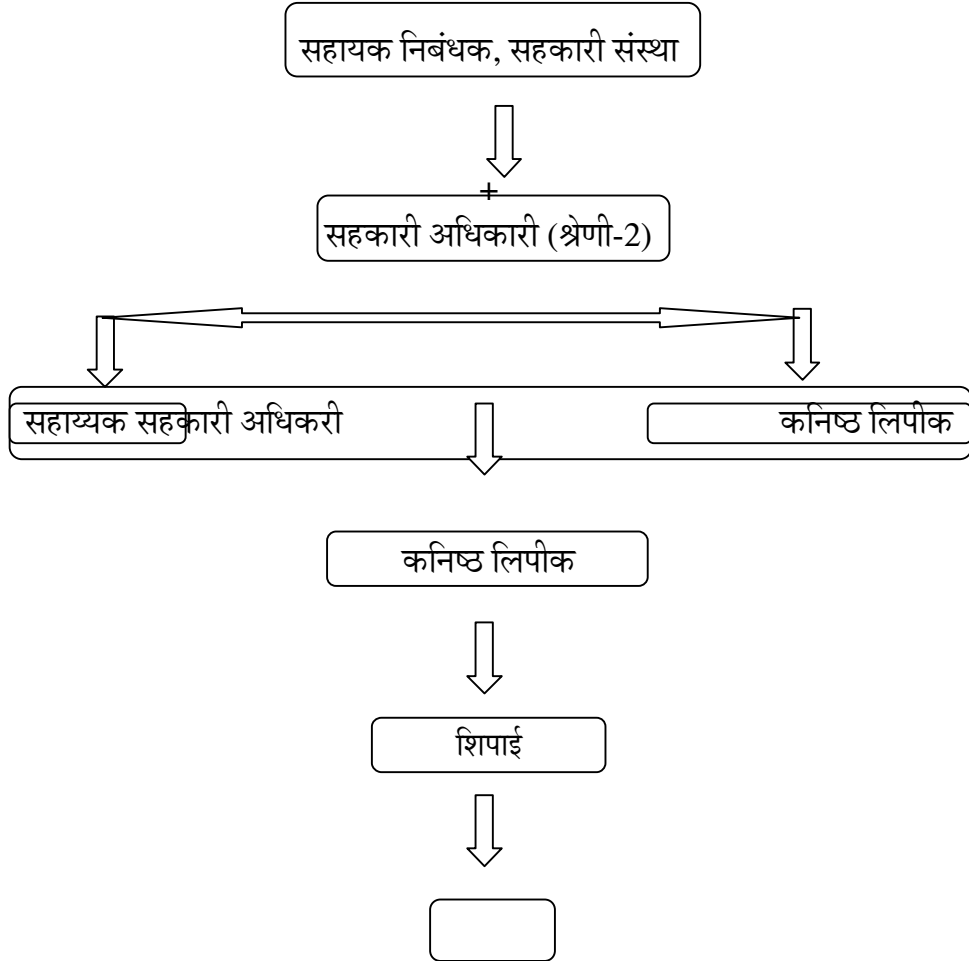 सहायक निबंधक, सहकारी संस्था
+
सहकारी अधिकारी (श्रेणी-2)
सहाय्यक सहकारी अधिकरी कनिष्ठ लिपीक
कनिष्ठ लिपीक
शिपाई